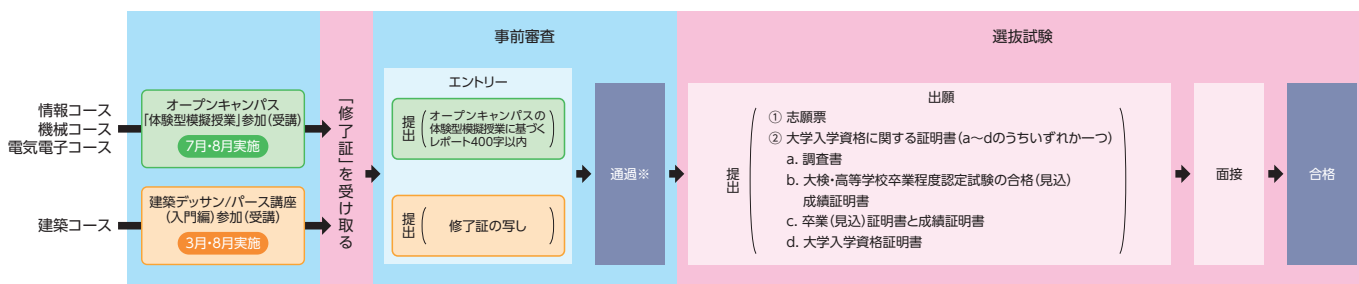 情報コース
機械コース
電気電子コース
建築コース
オープンキャンパス
「体験型模擬授業」参加(受講)
7月・8月実施
建築デッサン/パース講座
(入門編)参加(受講)
3月・8月実施
「修了証」を受け取る
事前審査
エントリー
提出
オープンキャンパスの
体験型模擬授業に基づく
レポート400字以内
提出
修了証の写し
通過※
選抜試験
出願
提出
① 志願票
② 大学入学資格に関する証明書(a〜dのうちいずれか一つ)
a. 調査書
b. 大検・高等学校卒業程度認定試験の合格(見込)
成績証明書
c. 卒業(見込)証明書と成績証明書
d. 大学入学資格証明書
面接
合格